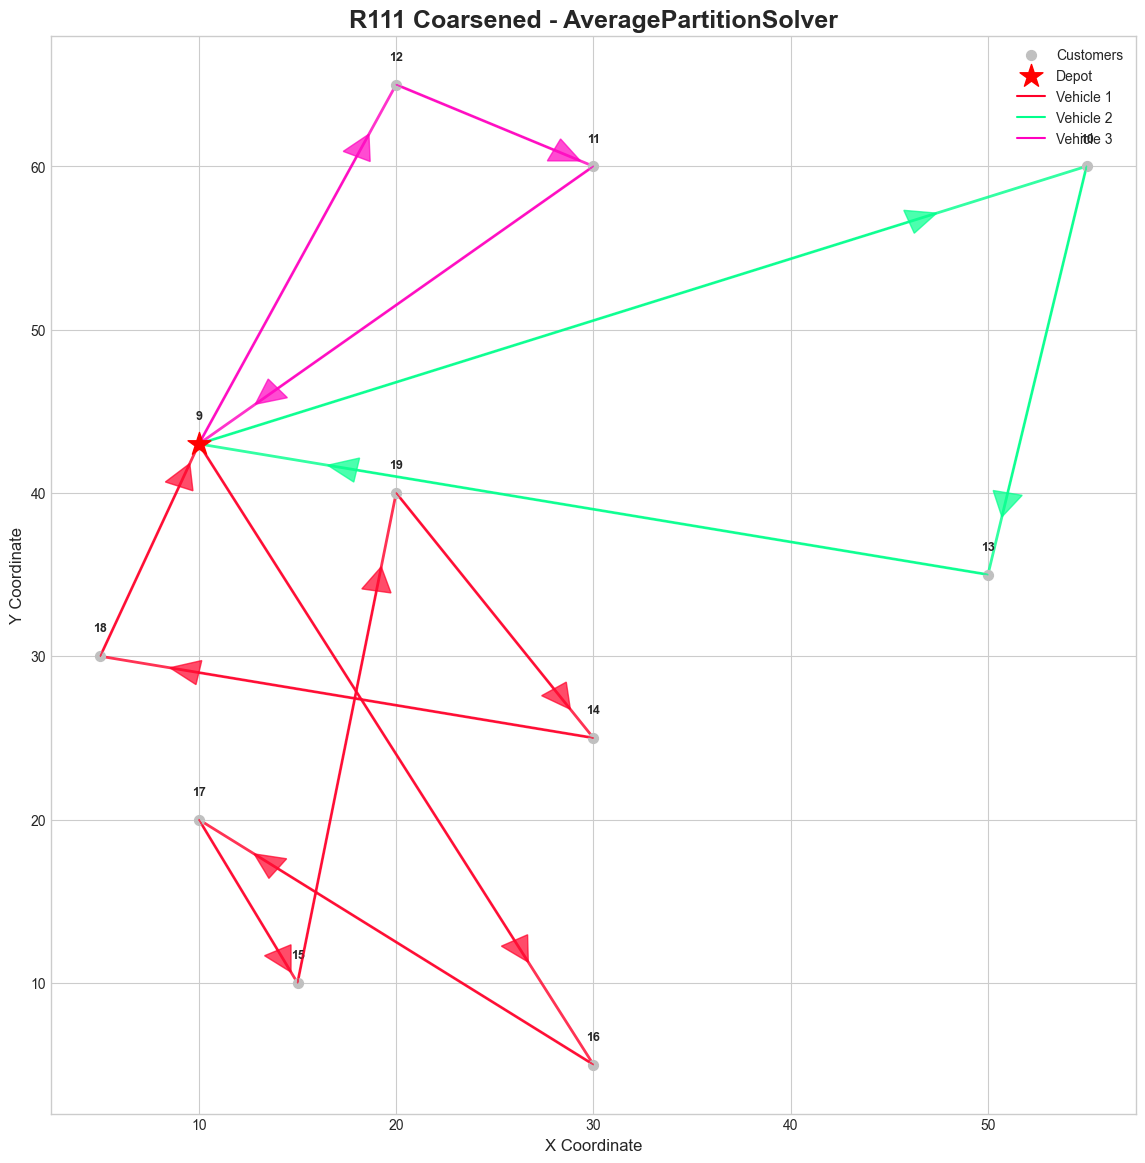 R111 Coarsened - AveragePartitionSolver
Customers
Depot
Vehicle 1
Vehicle 2
Vehicle 3
12
11
10
9
19
13
18
14
17
15
16
60
50
40
30
20
10
Y Coordinate
10
20
30
40
50
X Coordinate